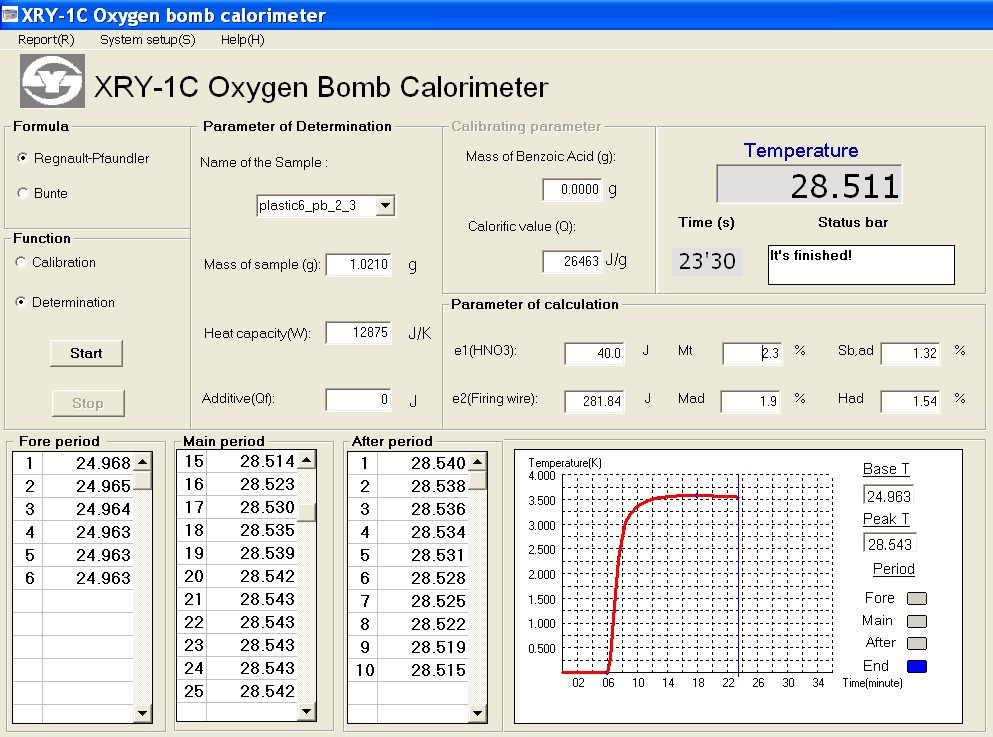 XRY-1C Oxygen bomb calorimeter
Report(R) System setup(S) Help(H)
XRY-1C Oxygen Bomb Calorimeter
Formula
Regnault-Pfaundler
Bunte
Function
Calibration
Determination
Start
Stop
Parameter of Determination
Name of the Sample :
plastic6_pb_2_3
Mass of sample (g): 1.0210 g
Heat capacity(W): 12875 J/K
Additive(Qf): 0 J
Calibrating parameter
Mass of Benzoic Acid (g):
0.0000 g
Calorific value (Q):
26463 J/g
Temperature
28.511
Time (s) Status bar
23'30 It's finished!
Parameter of calculation
e1(HNO3): 40.0 J Mt 2.3 % Sb,ad 1.32 %
e2(Firing wire): 281.84 J Mad 1.9 % Had 1.54 %
Fore period
1 24.968
2 24.965
3 24.964
4 24.963
5 24.963
6 24.963
Main period
15 28.514
16 28.523
17 28.530
18 28.535
19 28.539
20 28.542
21 28.543
22 28.543
23 28.543
24 28.543
25 28.542
After period
1 28.540
2 28.538
3 28.536
4 28.534
5 28.531
6 28.528
7 28.525
8 28.522
9 28.519
10 28.515
Temperature(K)
4.000
3.500
3.000
2.500
2.000
1.500
1.000
0.500
02 06 10 14 18 22 26 30 34 Time(minute)
Base T
24.963
Peak T
28.543
Period
Fore
Main
After
End